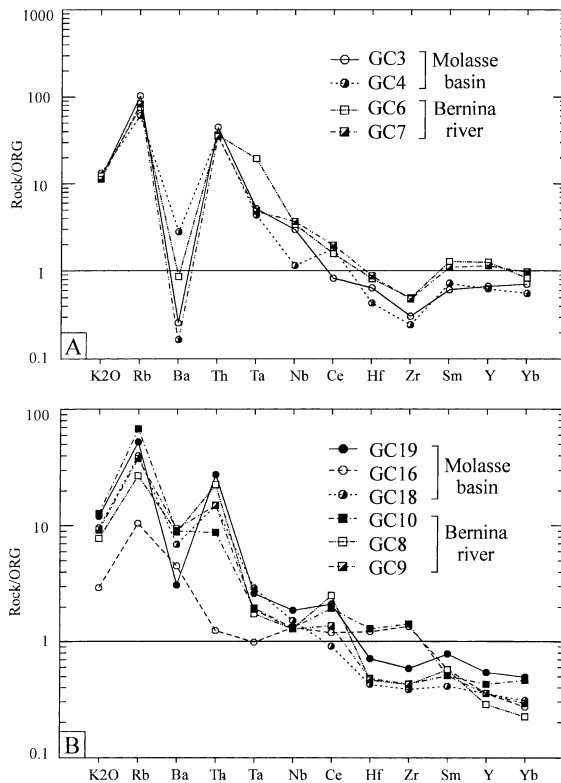 1000
100
10
1
0.1
Rock/ORG
GC3
GC4
Molasse
basin
GC6
GC7
Bernina
river
A
K2O Rb Ba Th Ta Nb Ce Hf Zr Sm Y Yb
100
10
1
0.1
Rock/ORG
GC19
GC16
GC18
Molasse
basin
GC10
GC8
GC9
Bernina
river
B
K2O Rb Ba Th Ta Nb Ce Hf Zr Sm Y Yb